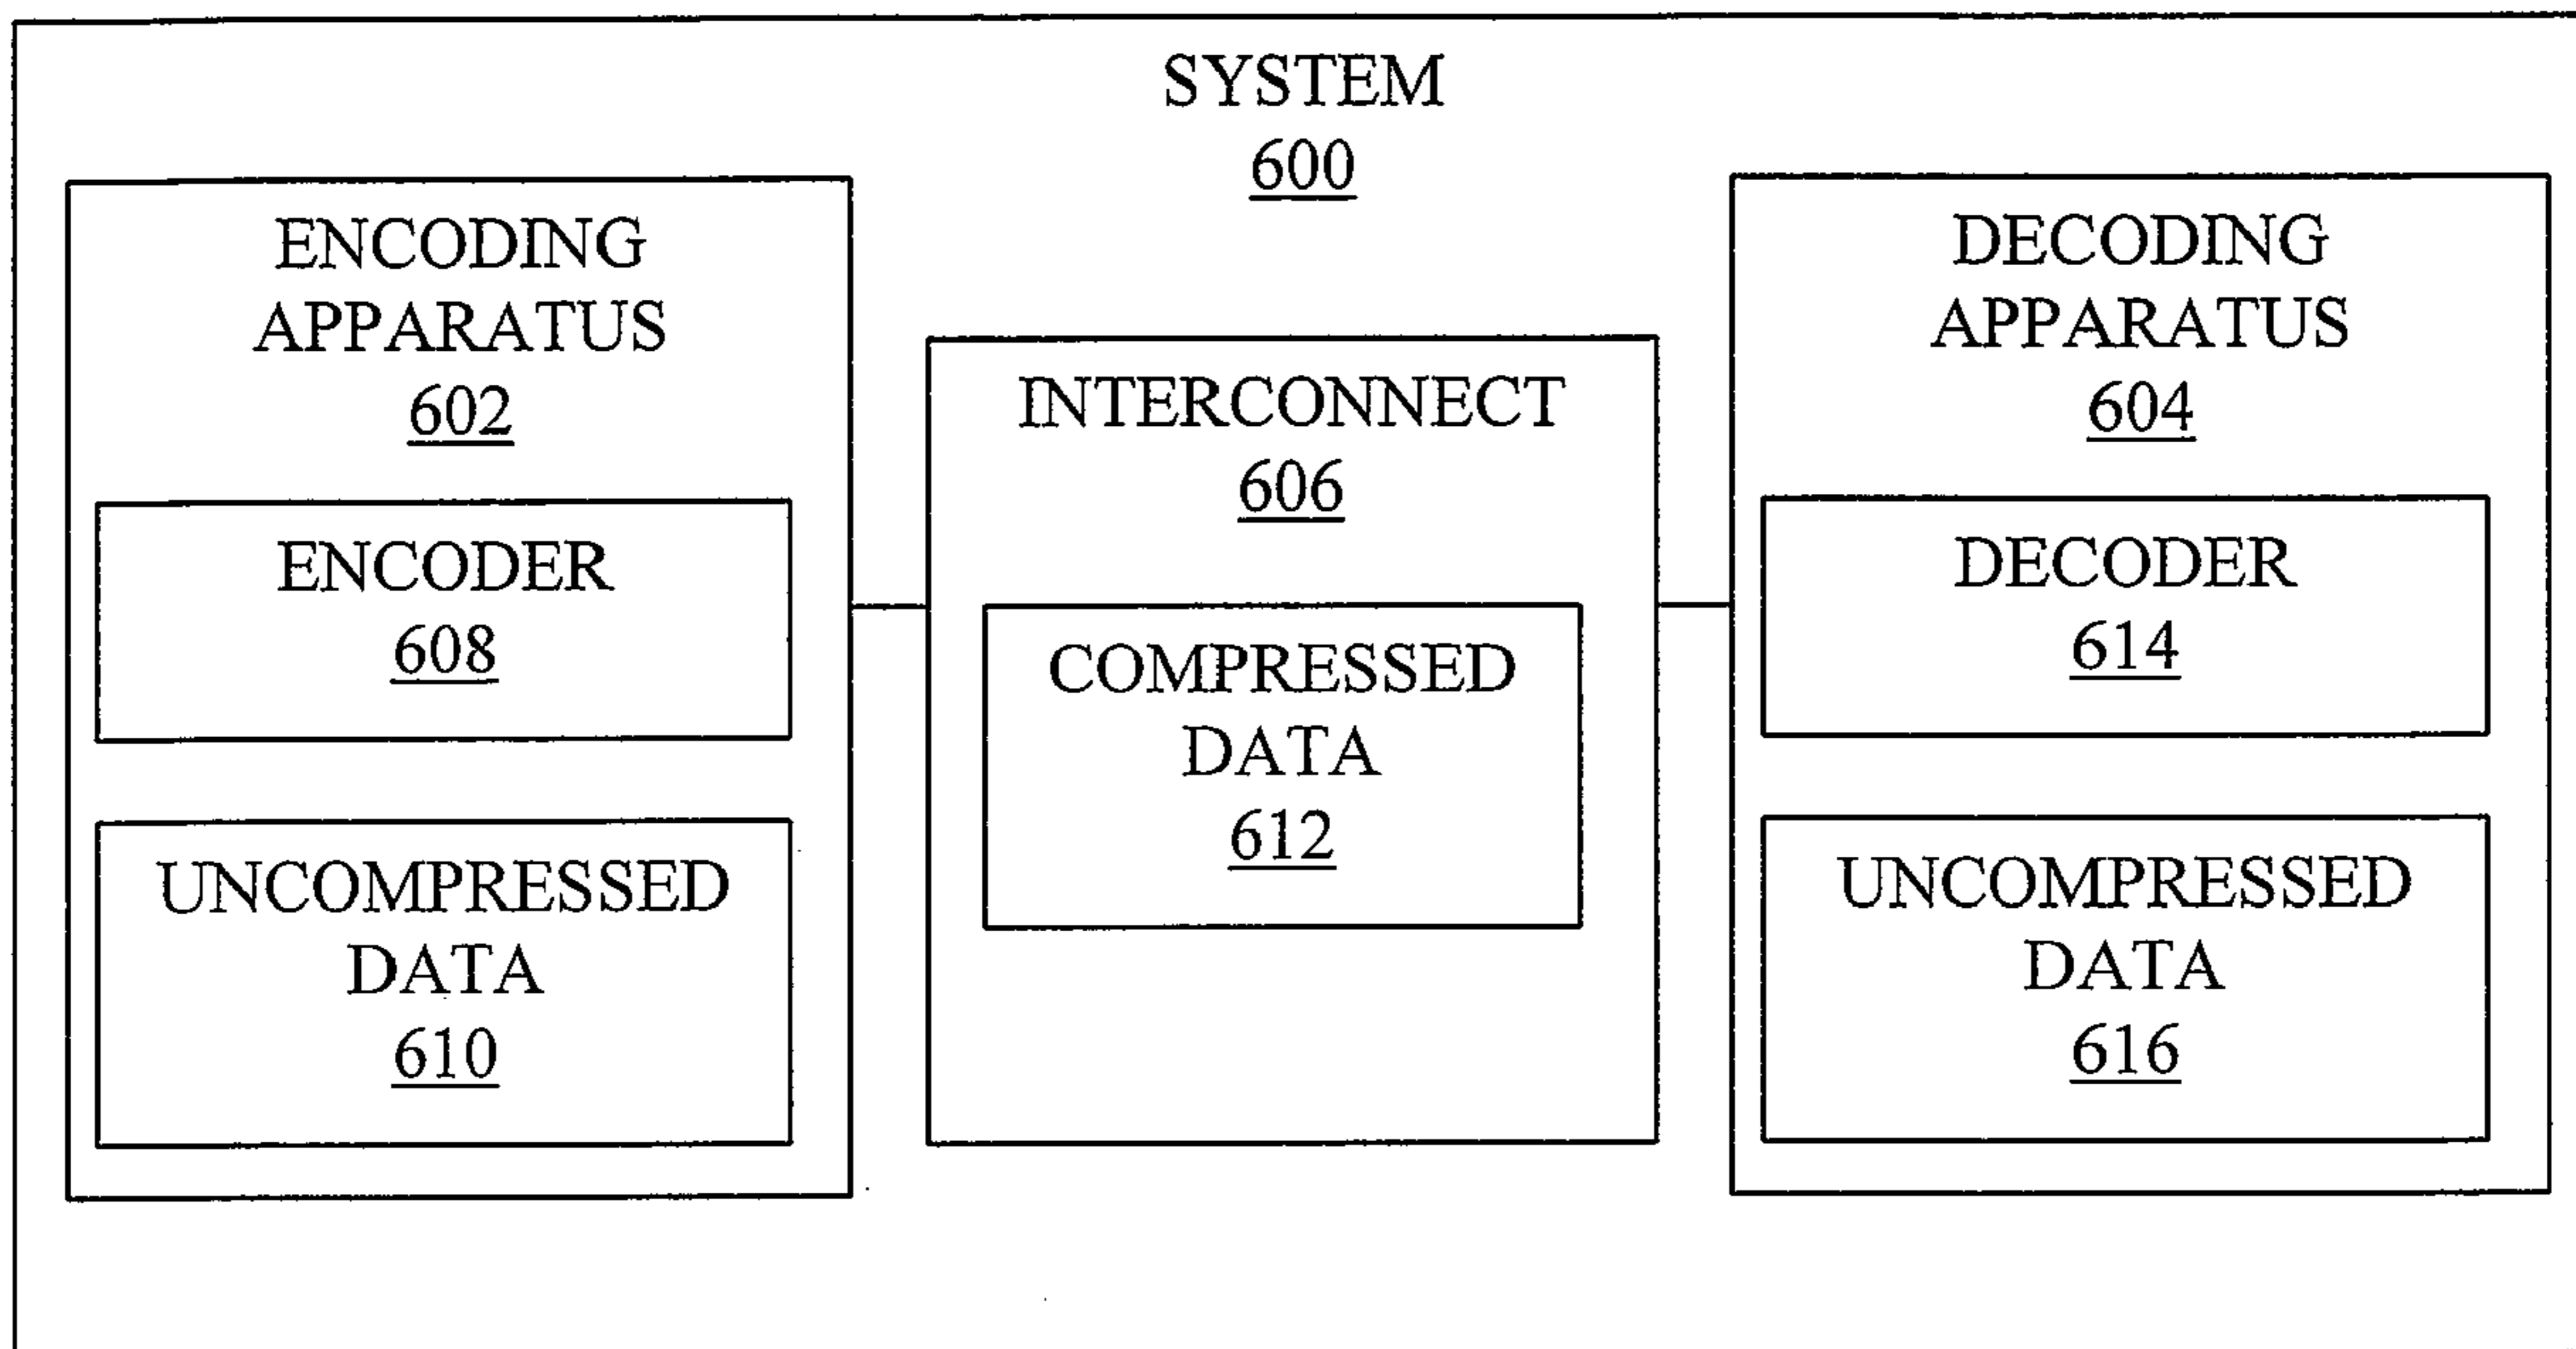 SYSTEM
600
ENCODING
APPARATUS
602
ENCODER
608
UNCOMPRESSED
DATA
610
INTERCONNECT
606
COMPRESSED
DATA
612
DECODING
APPARATUS
604
DECODER
614
UNCOMPRESSED
DATA
616